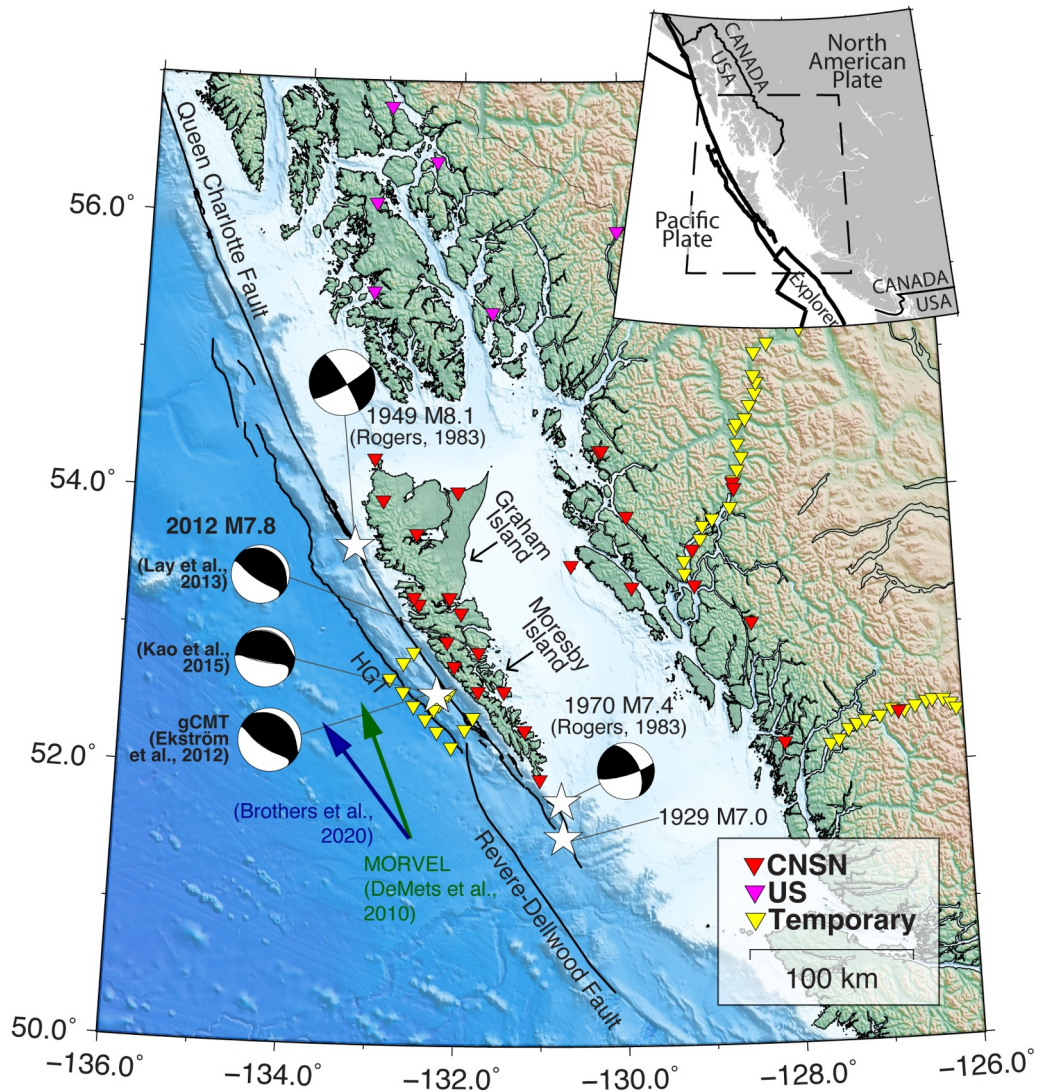 CANADA
USA
North
American
Plate
Pacific
Plate
Explorer
CANADA
USA
Queen Charlotte Fault
56.0°
1949 M8.1
(Rogers, 1983)
54.0°
2012 M7.8
(Lay et al.,
2013)
Graham
Island
(Kao et al.,
2015)
Moresby
Island
HGT
gCMT
(Ekström
et al., 2012)
1970 M7.4
(Rogers, 1983)
52.0°
(Brothers et al.,
2020)
1929 M7.0
MORVEL
(DeMets et al.,
2010)
Revere-Dellwood Fault
CNSN
US
Temporary
100 km
50.0°
−136.0°
−134.0°
−132.0°
−130.0°
−128.0°
−126.0°